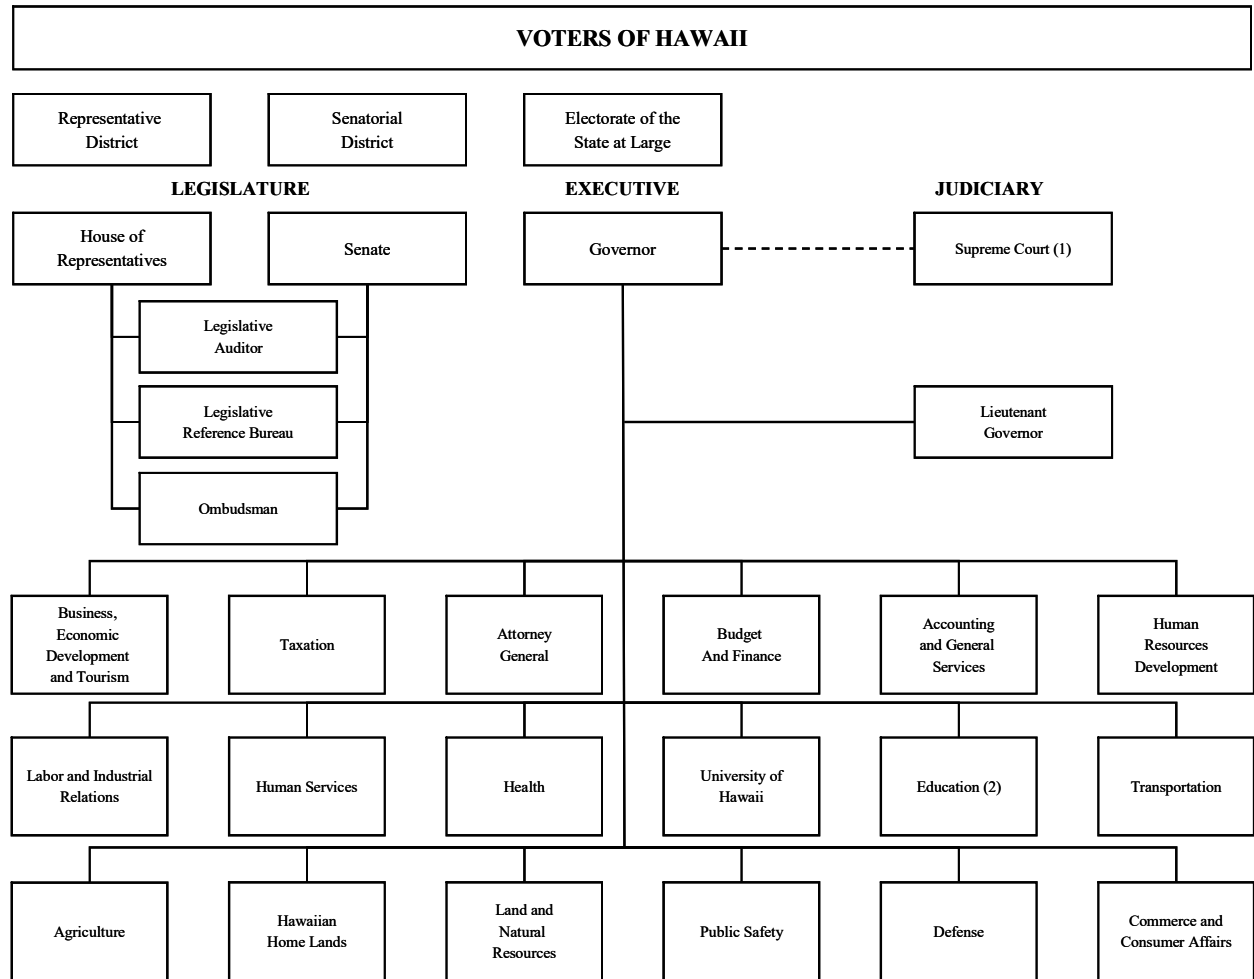 VOTERS OF HAWAII
Representative
District
Senatorial
District
Electorate of the
State at Large
LEGISLATURE
EXECUTIVE
JUDICIARY
House of
Representatives
Senate
Governor
Supreme Court (1)
Legislative
Auditor
Legislative
Reference Bureau
Lieutenant
Governor
Ombudsman
Business,
Economic
Development
and Tourism
Taxation
Attorney
General
Budget
And Finance
Accounting
and General
Services
Human
Resources
Development
Labor and Industrial
Relations
Human Services
Health
University of
Hawaii
Education (2)
Transportation
Agriculture
Hawaiian
Home Lands
Land and
Natural
Resources
Public Safety
Defense
Commerce and
Consumer Affairs